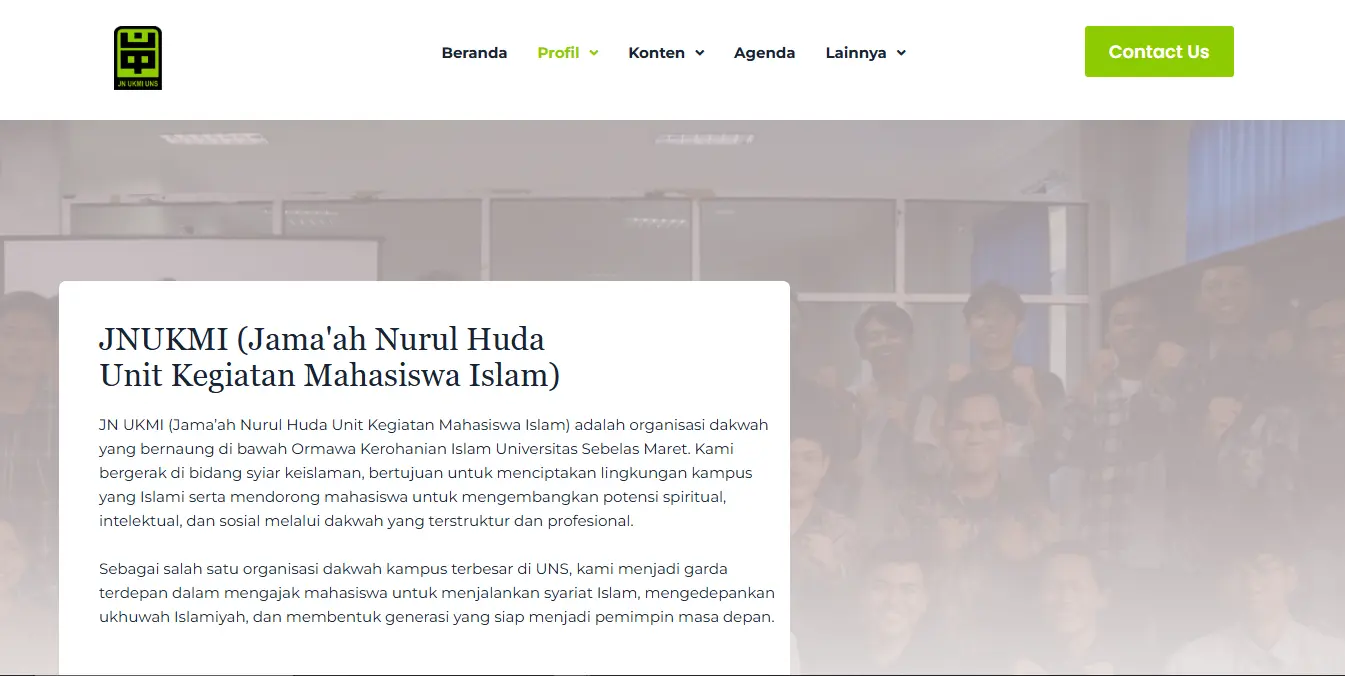 JN UKMI UNS
Beranda
Profil
Konten
Agenda
Lainnya
Contact Us
JNUKMI (Jama'ah Nurul Huda
Unit Kegiatan Mahasiswa Islam)
JN UKMI (Jama’ah Nurul Huda Unit Kegiatan Mahasiswa Islam) adalah organisasi dakwah
yang bernaung di bawah Ormawa Kerohanian Islam Universitas Sebelas Maret. Kami
bergerak di bidang syiar keislaman, bertujuan untuk menciptakan lingkungan kampus
yang Islami serta mendorong mahasiswa untuk mengembangkan potensi spiritual,
intelektual, dan sosial melalui dakwah yang terstruktur dan profesional.
Sebagai salah satu organisasi dakwah kampus terbesar di UNS, kami menjadi garda
terdepan dalam mengajak mahasiswa untuk menjalankan syariat Islam, mengedepankan
ukhuwah Islamiyah, dan membentuk generasi yang siap menjadi pemimpin masa depan.